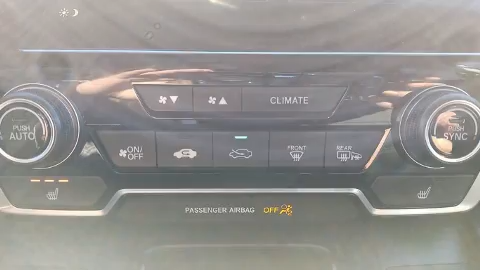 CLIMATE
PUSH
AUTO
PUSH
SYNC
ON/
OFF
FRONT
REAR
PASSENGER AIRBAG OFF